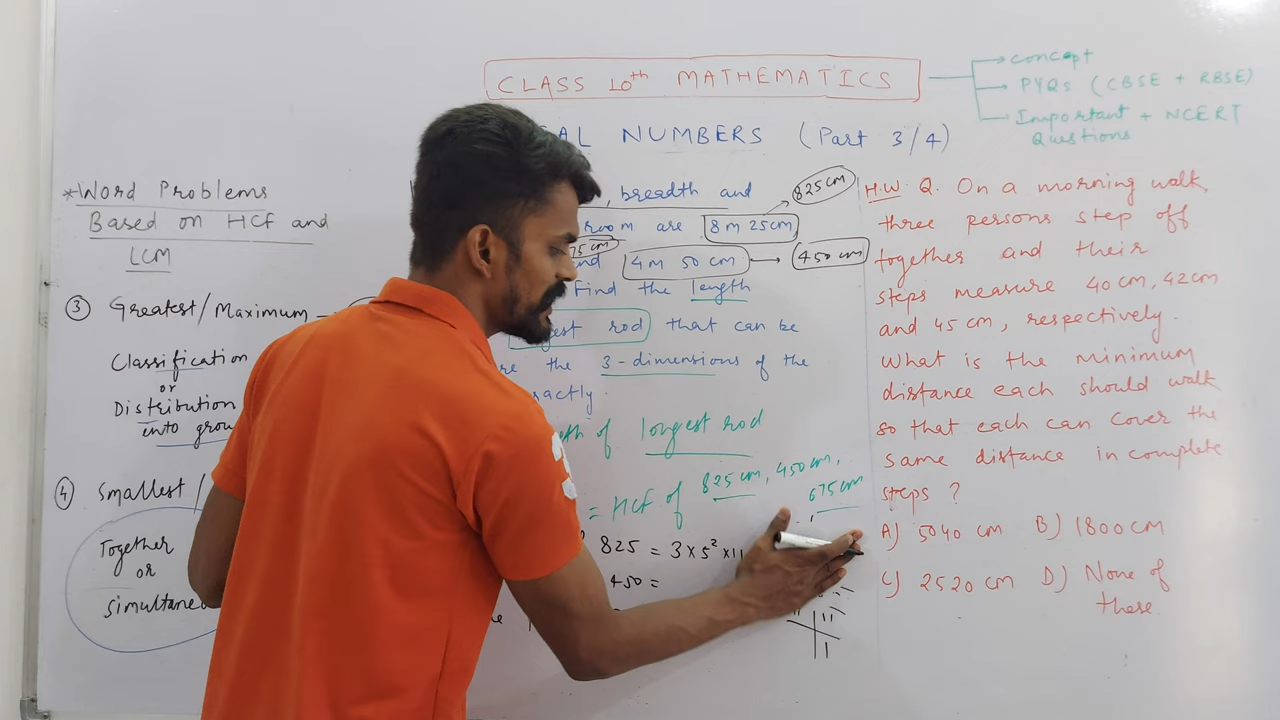 CLASS 10th MATHEMATICS
concept
PYQs (CBSE + RBSE)
Important + NCERT
Questions
NUMBERS (Part 3/4)
*Word Problems
Based on HCF and
LCM
③ Greatest/Maximum
Classification
or
Distribution
into
④ Smallest /
Together
or
, breadth and
825 cm
room are 8 m 25 cm
75 cm
4 m 50 cm → 450 cm
Find the length
rod that can be
the 3-dimensions of the
of longest rod
= HCF of 825 cm, 450 cm,
675 cm
825 = 3 × 5² × 11
450 =
11 11
1
H.W. Q. On a morning walk,
three persons step off
together and their
steps measure 40 cm, 42 cm
and 45 cm, respectively.
What is the minimum
distance each should walk
so that each can cover the
same distance in complete
steps ?
A) 5040 cm B) 1800 cm
C) 2520 cm D) None of
these.